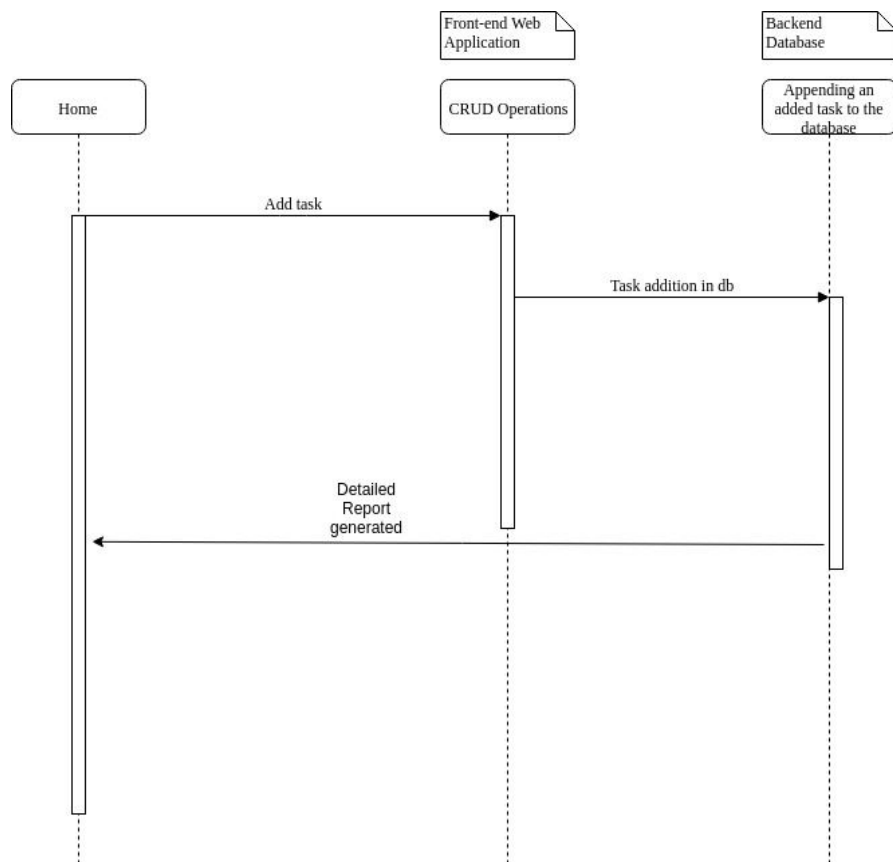 Front-end Web
Application
Backend
Database
Home
CRUD Operations
Appending an
added task to the
database
Add task
Task addition in db
Detailed
Report
generated